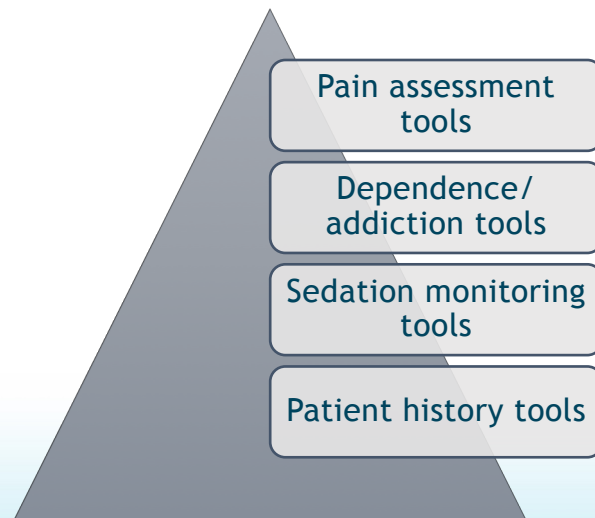 Pain assessment
tools
Dependence/
addiction tools
Sedation monitoring
tools
Patient history tools